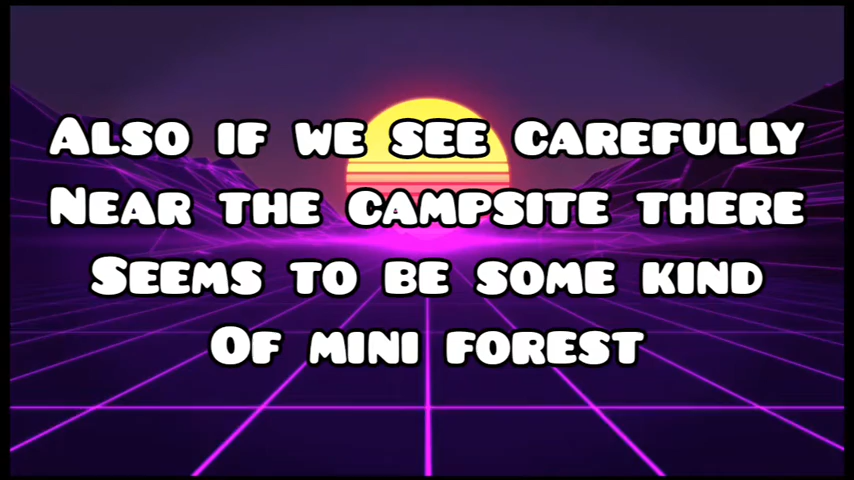 Also if we see carefully
Near the campsite there
Seems to be some kind
Of mini forest